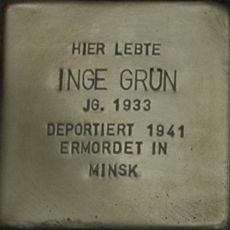 HIER LEBTE
INGE GRÜN
JG. 1933
DEPORTIERT 1941
ERMORDET IN
MINSK